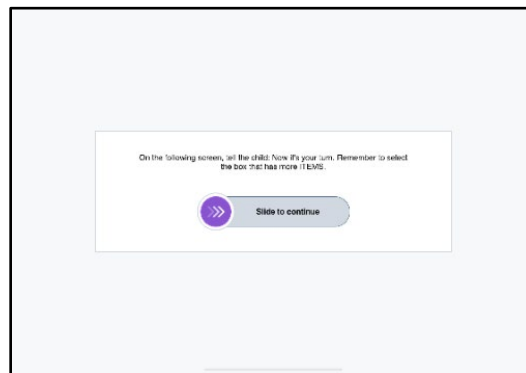 On the following screen, tell the child: Now it's your turn. Remember to select
the box that has more ITEMS.
Slide to continue